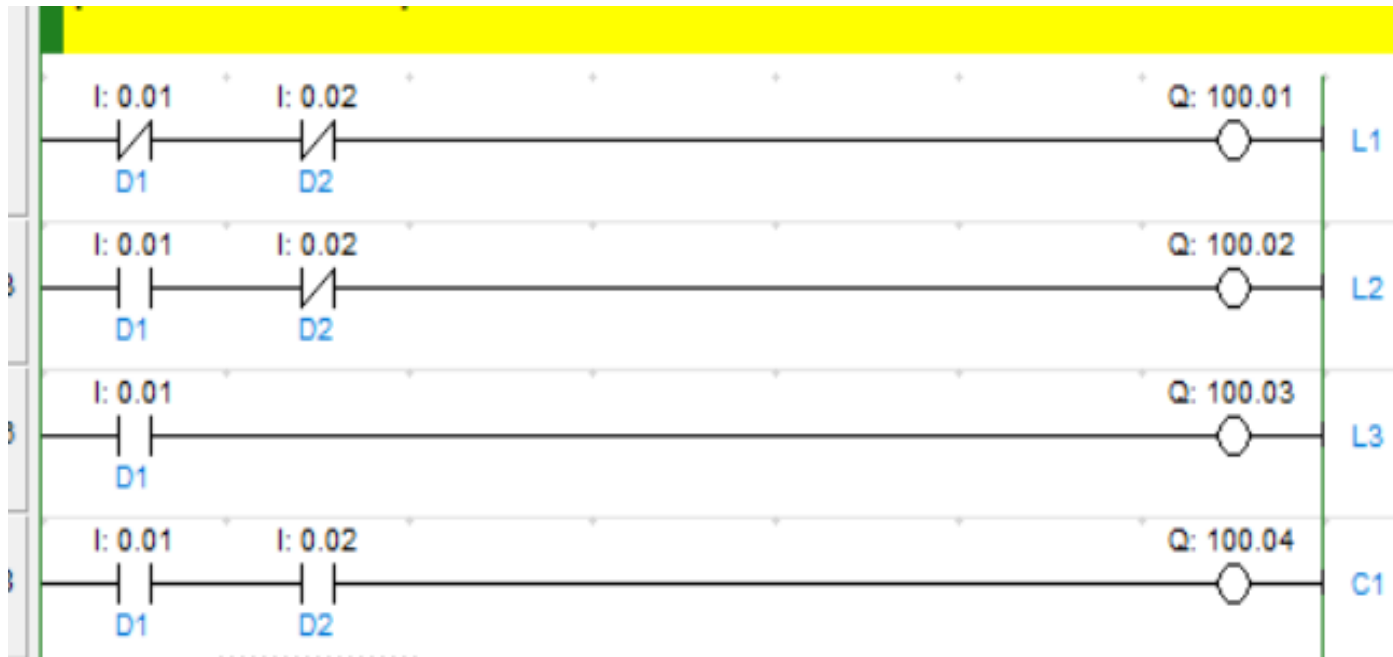 I: 0.01 I: 0.02 Q: 100.01
L1
D1 D2
I: 0.01 I: 0.02 Q: 100.02
L2
D1 D2
I: 0.01 Q: 100.03
L3
D1
I: 0.01 I: 0.02 Q: 100.04
C1
D1 D2